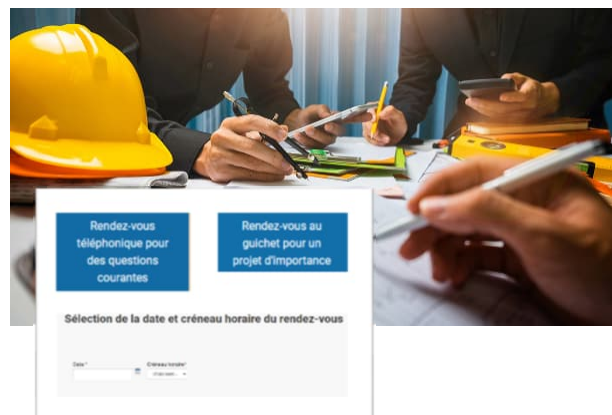 Rendez-vous
téléphonique pour
des questions
courantes
Rendez-vous au
guichet pour un
projet d'importance
Sélection de la date et créneau horaire du rendez-vous
Date *
Créneau horaire*